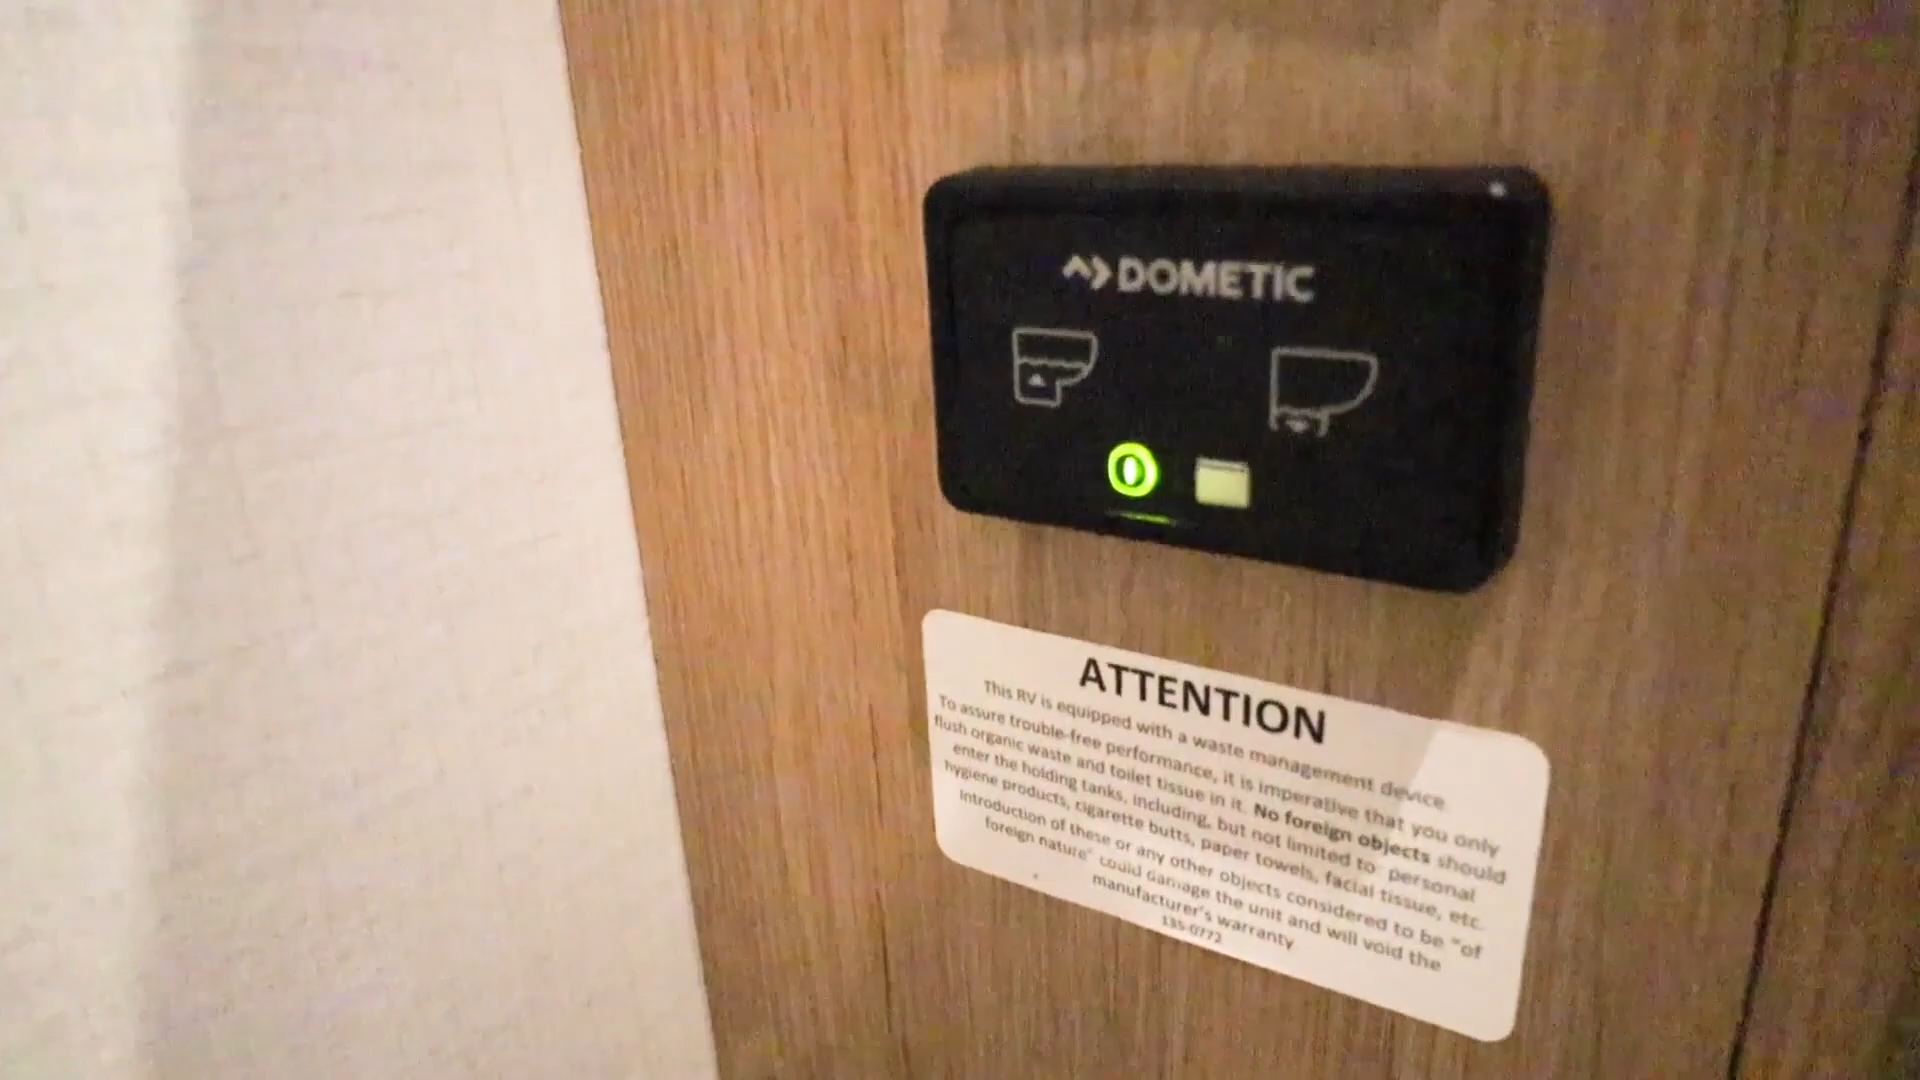 DOMETIC
ATTENTION
This RV is equipped with a waste management device
To assure trouble-free performance, it is imperative that you only
flush organic waste and toilet tissue in it. No foreign objects should
enter the holding tanks, including, but not limited to personal
hygiene products, cigarette butts, paper towels, facial tissue, etc.
Introduction of these or any other objects considered to be "of
foreign nature" could damage the unit and will void the
manufacturer's warranty
135-0772